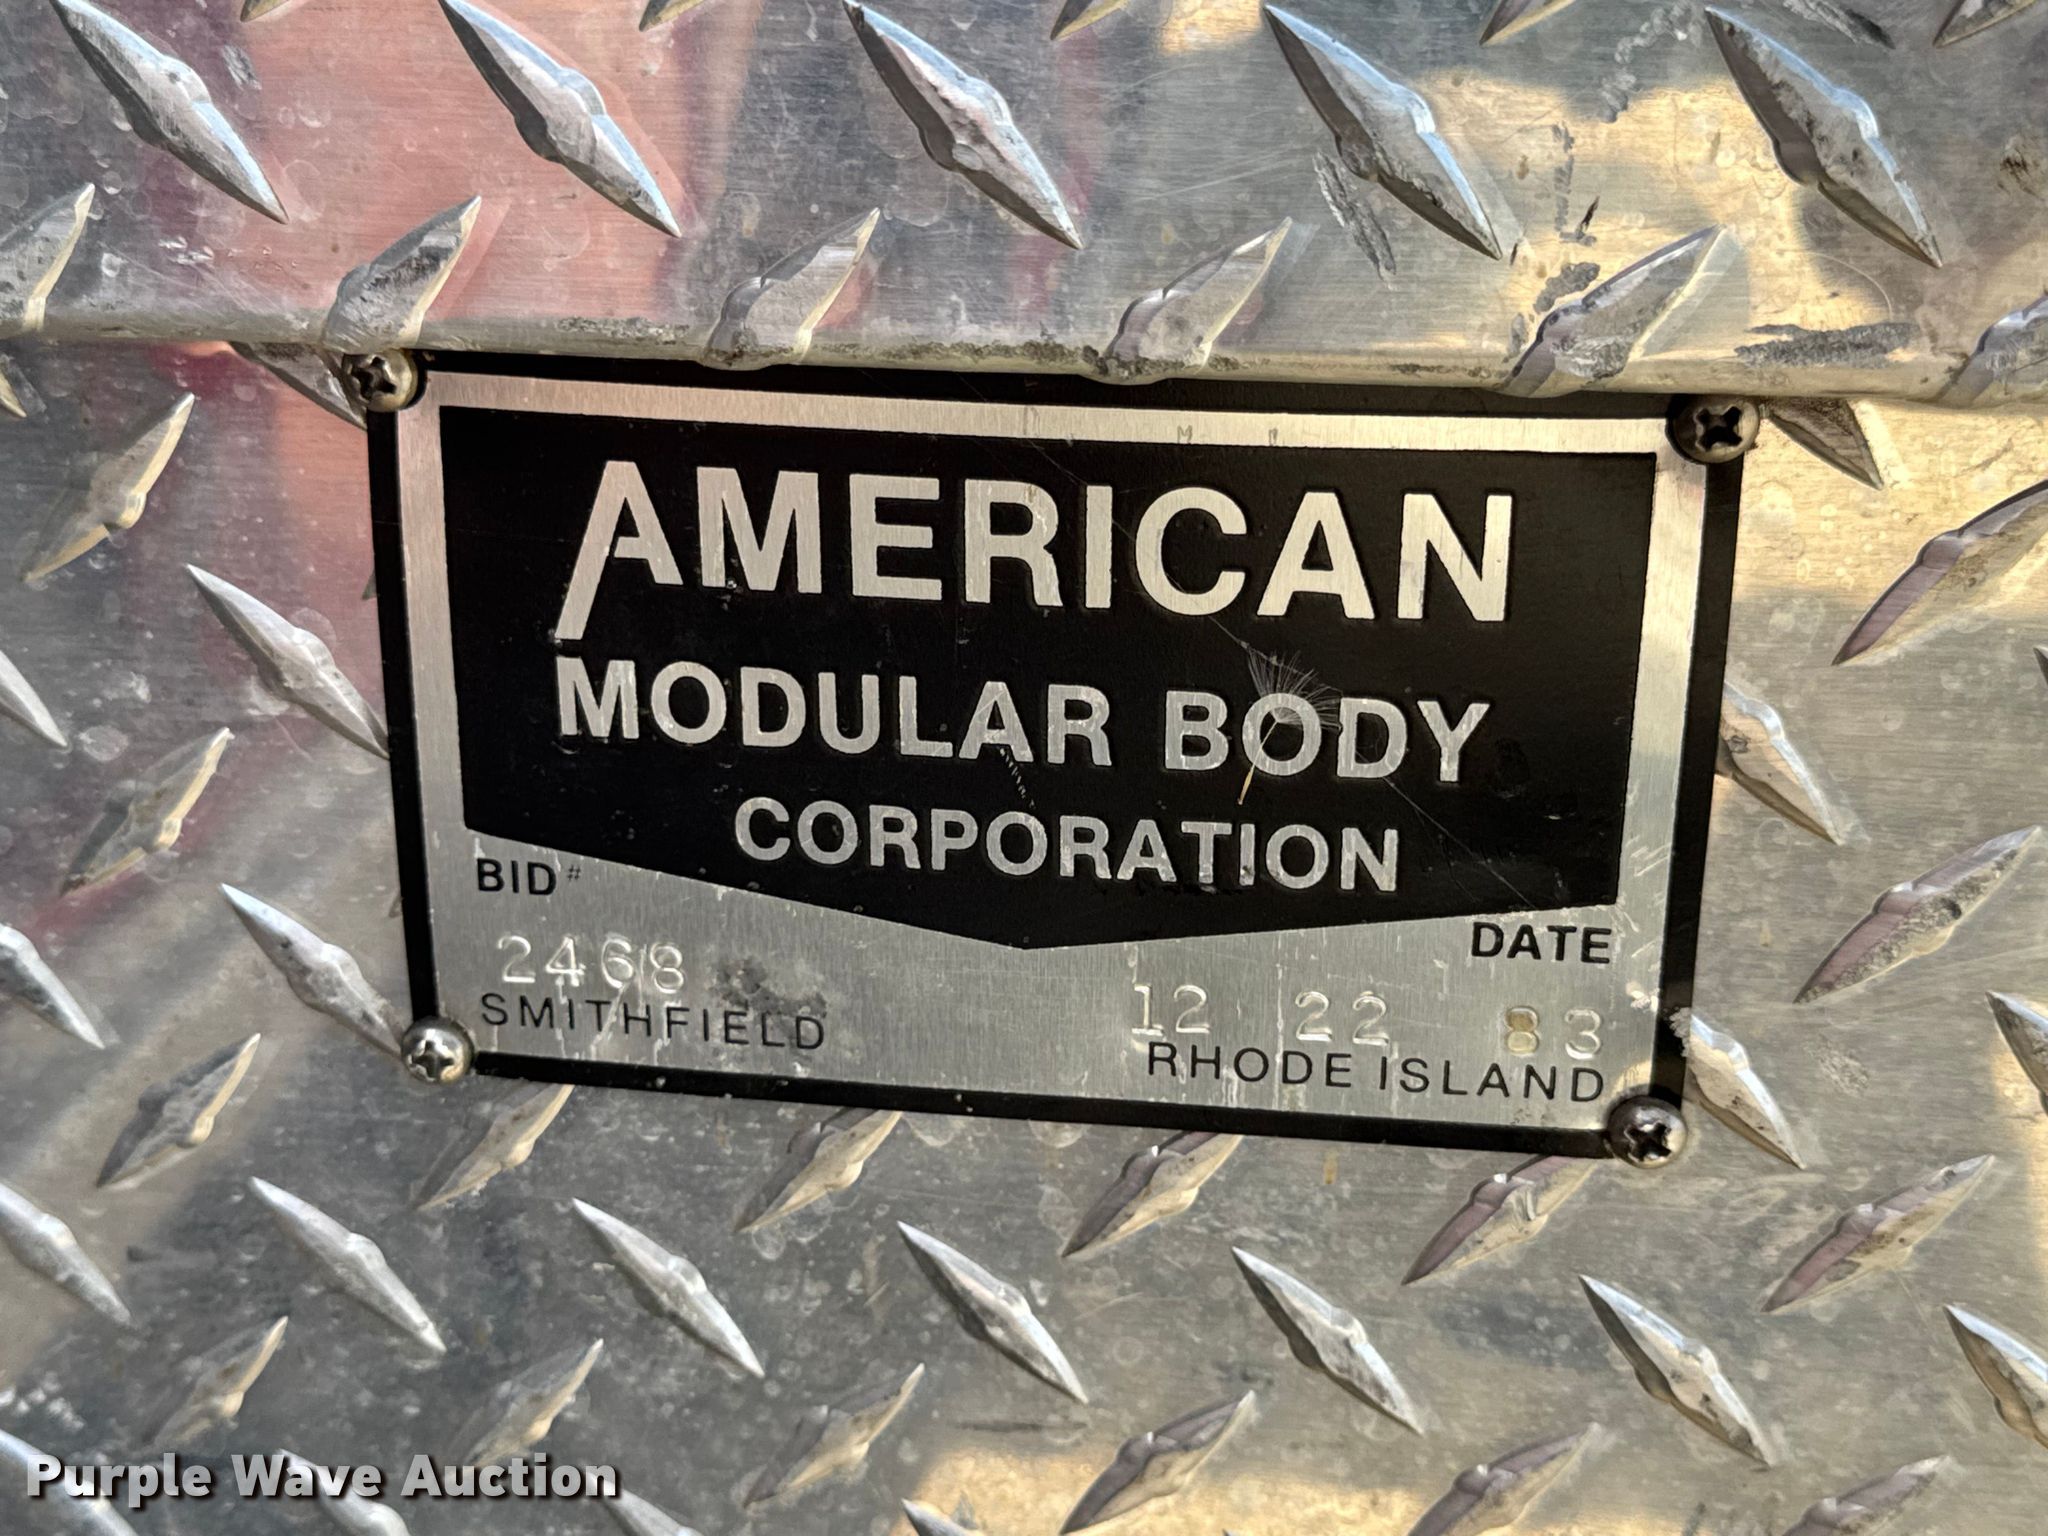 AMERICAN
MODULAR BODY
CORPORATION
BID# DATE
2468 12 22 83
SMITHFIELD RHODE ISLAND
Purple Wave Auction